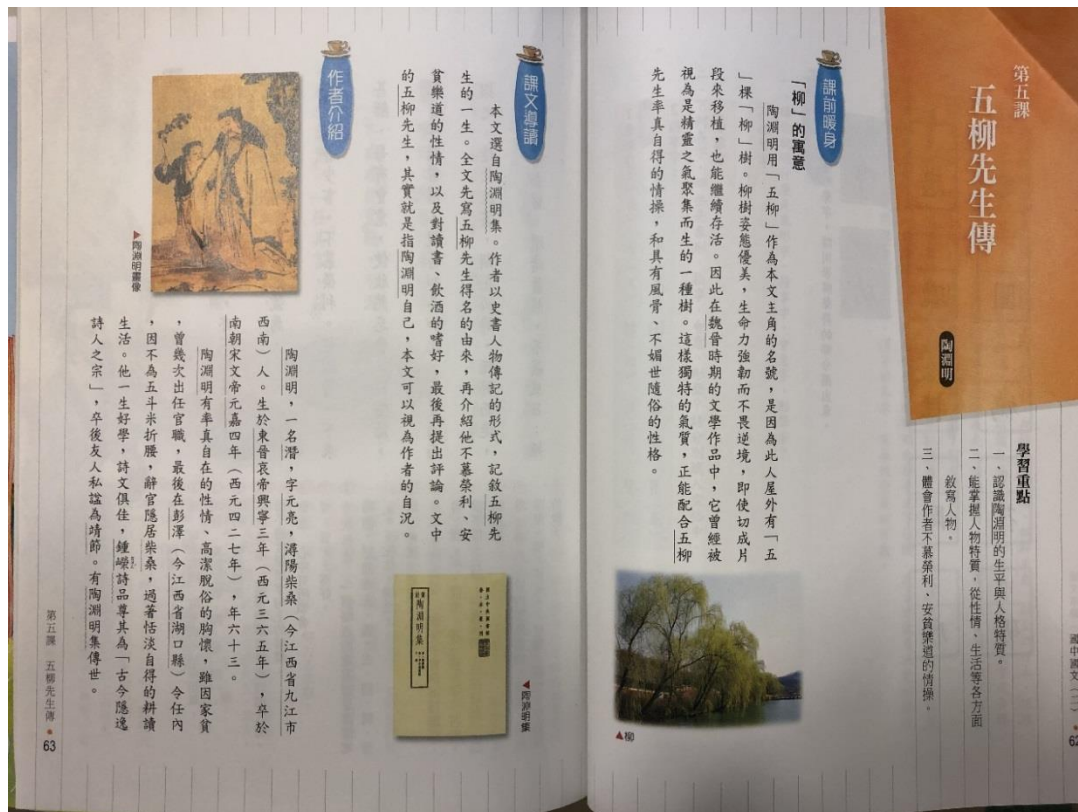 第五課
五柳先生傳
陶淵明
學習重點
一、認識陶淵明的生平與人格特質。
二、能掌握人物特質，從性情、生活等各方面
敘寫人物。
三、體會作者不慕榮利、安貧樂道的情操。
國中國文（二）
62
課前暖身
「柳」的寓意
陶淵明用「五柳」作為本文主角的名號，是因為此人屋外有「五
」棵「柳」樹。柳樹姿態優美，生命力強韌而不畏逆境，即使切成片
段來移植，也能繼續存活。因此在魏晉時期的文學作品中，它曾經被
視為是精靈之氣聚集而生的一種樹。這樣獨特的氣質，正能配合五柳
先生率真自得的情操，和具有風骨、不媚世隨俗的性格。
▲柳
課文導讀
本文選自陶淵明集。作者以史書人物傳記的形式，記敘五柳先
生的一生。全文先寫五柳先生得名的由來，再介紹他不慕榮利、安
貧樂道的性情，以及對讀書、飲酒的嗜好，最後再提出評論。文中
的五柳先生，其實就是指陶淵明自己，本文可以視為作者的自況。
陶淵明集
▲陶淵明集
作者介紹
▲陶淵明畫像
陶淵明，一名潛，字元亮，潯陽柴桑（今江西省九江市
西南）人。生於東晉哀帝興寧三年（西元三六五年），卒於
南朝宋文帝元嘉四年（西元四二七年），年六十三。
陶淵明有率真自在的性情、高潔脫俗的胸懷，雖因家貧
，曾幾次出任官職，最後在彭澤（今江西省湖口縣）令任內
，因不為五斗米折腰，辭官隱居柴桑，過著恬淡自得的耕讀
生活。他一生好學，詩文俱佳，鍾嶸詩品尊其為「古今隱逸
詩人之宗」，卒後友人私謚為靖節。有陶淵明集傳世。
第五課　五柳先生傳 • 63